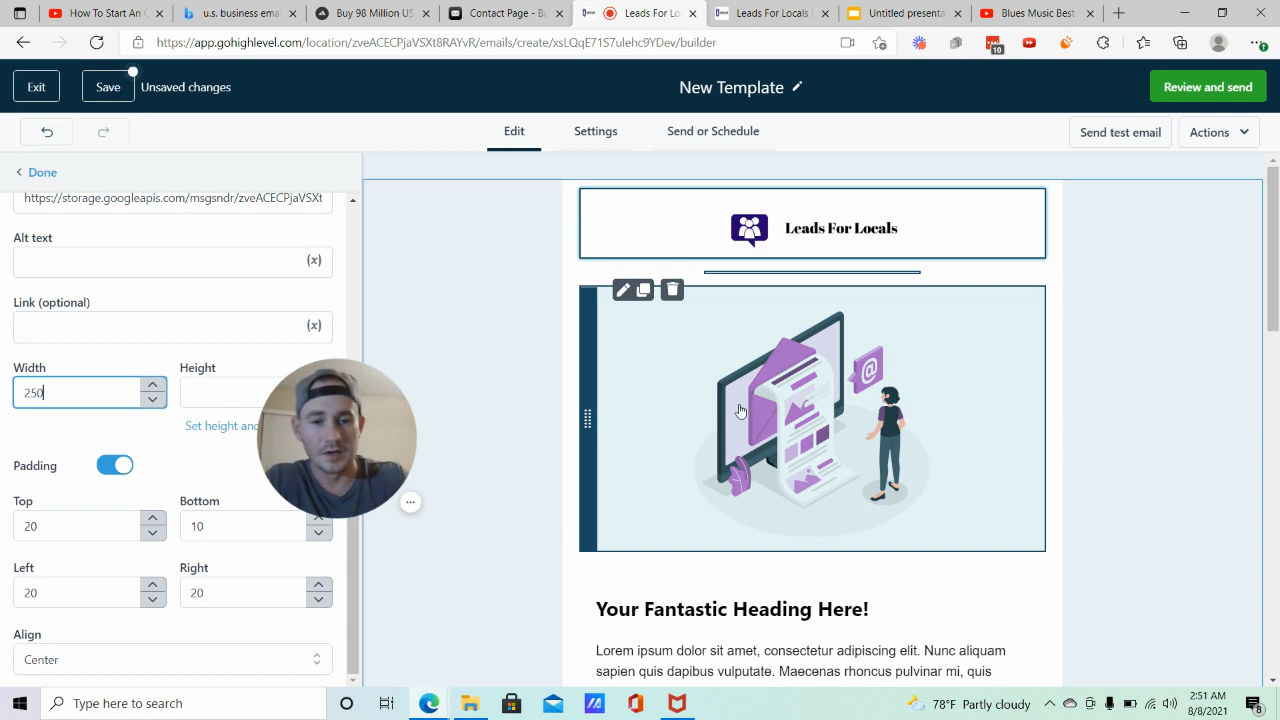 How To Start An
u.s. business ema
Buy 98 Million US
Contact Page - Bu
Leads For Loc
Leads For Locals L
Untitled presenta
Blues Music Best
https://app.gohighlevel.com/location/zveACECPjaVSXt8RAYvR/emails/create/xsLQqE71S7ulehc9YDev/builder
10
Exit
Save
Unsaved changes
New Template
Review and send
Edit
Settings
Send or Schedule
Send test email
Actions
Done
https://storage.googleapis.com/msgsndr/zveACECPjaVSXt
Alt text
(x)
Link (optional)
(x)
Width
Height
250
Set height and
Padding
Top
Bottom
20
10
Left
Right
20
20
Align
Center
Leads For Locals
@
Your Fantastic Heading Here!
Lorem ipsum dolor sit amet, consectetur adipiscing elit. Nunc aliquam
sapien quis dapibus vulputate. Maecenas rhoncus pulvinar mi, quis
Type here to search
78°F Partly cloudy
2:51 AM
8/8/2021
8